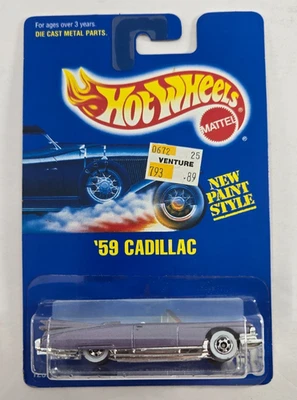 For ages over 3 years.
DIE CAST METAL PARTS.
Hot Wheels
MATTEL
0672 25
VENTURE
793 .89
NEW
PAINT
STYLE
'59 CADILLAC